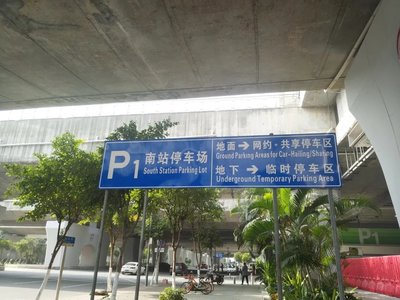 P1 南站停车场
South Station Parking Lot
地面 → 网约·共享停车区
Ground Parking Areas for Car-Hailing/Sharing
地下 → 临时停车区
Underground Temporary Parking Area
P1